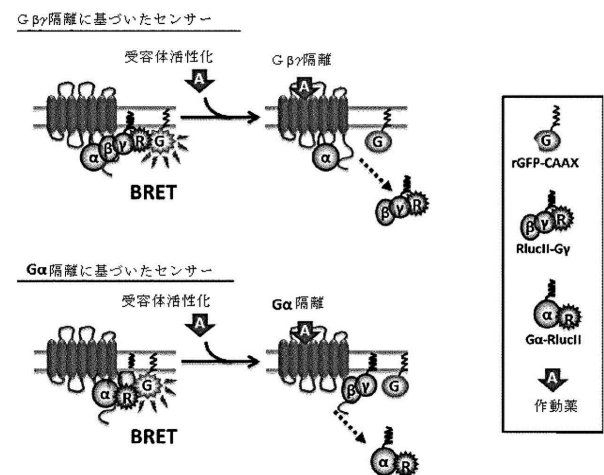 Gβγ隔離に基づいたセンサー
受容体活性化
Gβγ隔離
A
A
α
β
γ
R
G
G
α
BRET
β
γ
R
Gα隔離に基づいたセンサー
受容体活性化
Gα隔離
A
A
α
R
G
β
γ
G
BRET
α
R
G
rGFP-CAAX
β
γ
R
RlucII-Gγ
α
R
Gα-RlucII
A
作動薬